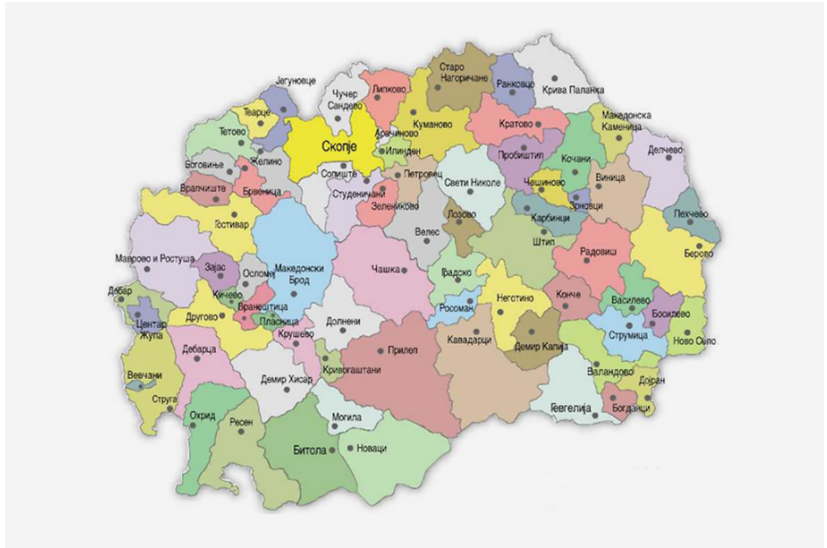 Старо
Нагоричане
Ранковцо
Крива Паланка
Јегуновце
Чучер
Сандево
Липково
Теарце
Куманово
Кратово
Македонска
Каменица
Тетово
Арачиново
Скопје
Илинден
Пробиштип
Кочани
Делчево
Боговиње
Желино
Сопиште
Петровец
Свети Николе
Чешиново
Виница
Врапчиште
Брвеница
Студеничани
Зелениково
Зрновци
Лозово
Карбинци
Пехчево
Гостивар
Велес
Штип
Маврово и Ростуша
Зајас
Осломеј
Македонски
Брод
Чашка
Градско
Радовиш
Берово
Дебар
Кичево
Вранештица
Росоман
Неготино
Конче
Василево
Центар
Жупа
Другово
Пласница
Долнени
Босилево
Крушево
Кавадарци
Демир Капија
Струмица
Ново Село
Дебарца
Прилеп
Вевчани
Демир Хисар
Кривогаштани
Валандово
Дојран
Струга
Охрид
Ресен
Могила
Гевгелија
Богданци
Битола
Новаци